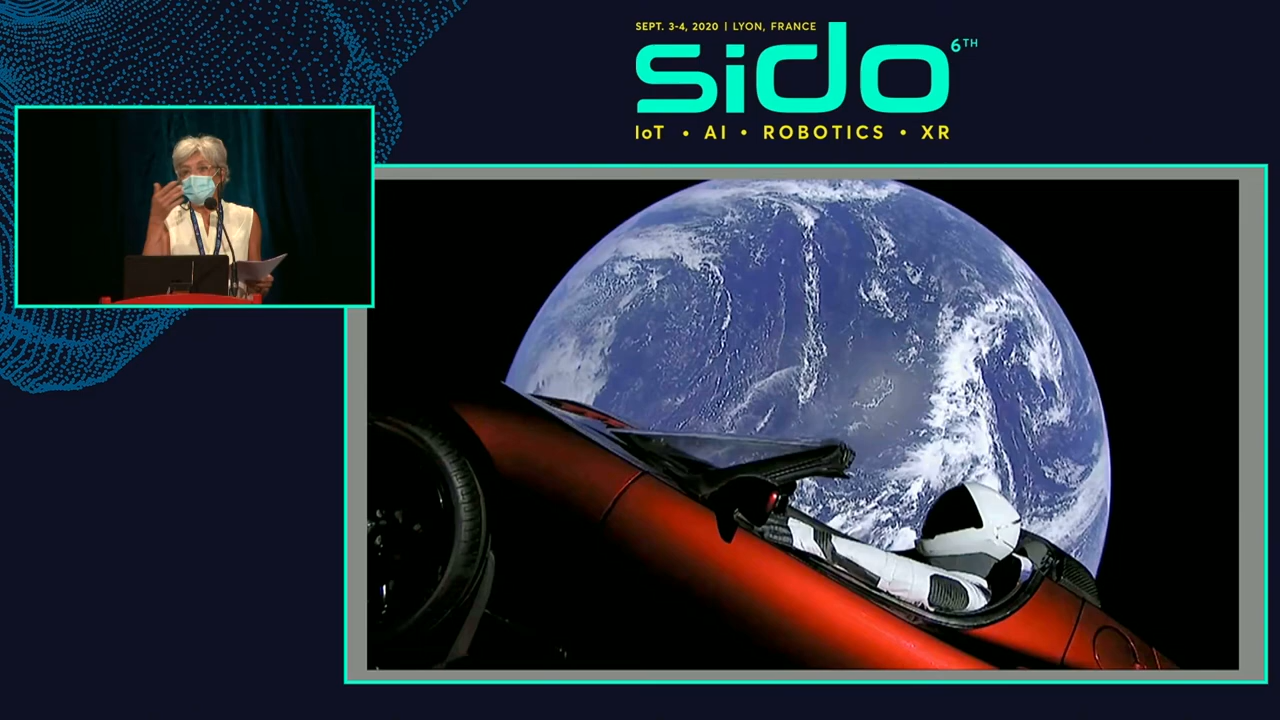 SEPT. 3-4, 2020 | LYON, FRANCE
sido 6TH
IoT • AI • ROBOTICS • XR